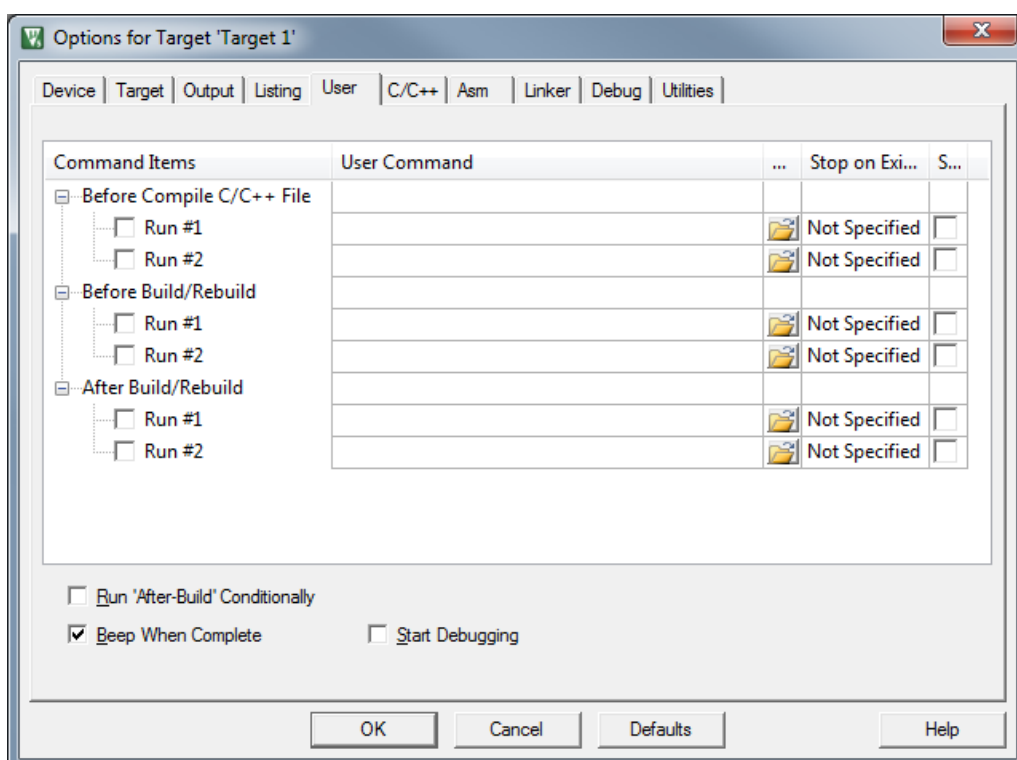 Options for Target 'Target 1'
Device Target Output Listing User C/C++ Asm Linker Debug Utilities
Command Items User Command ... Stop on Exi... S...
Before Compile C/C++ File
Run #1 Not Specified
Run #2 Not Specified
Before Build/Rebuild
Run #1 Not Specified
Run #2 Not Specified
After Build/Rebuild
Run #1 Not Specified
Run #2 Not Specified
Run 'After-Build' Conditionally
Beep When Complete Start Debugging
OK Cancel Defaults Help